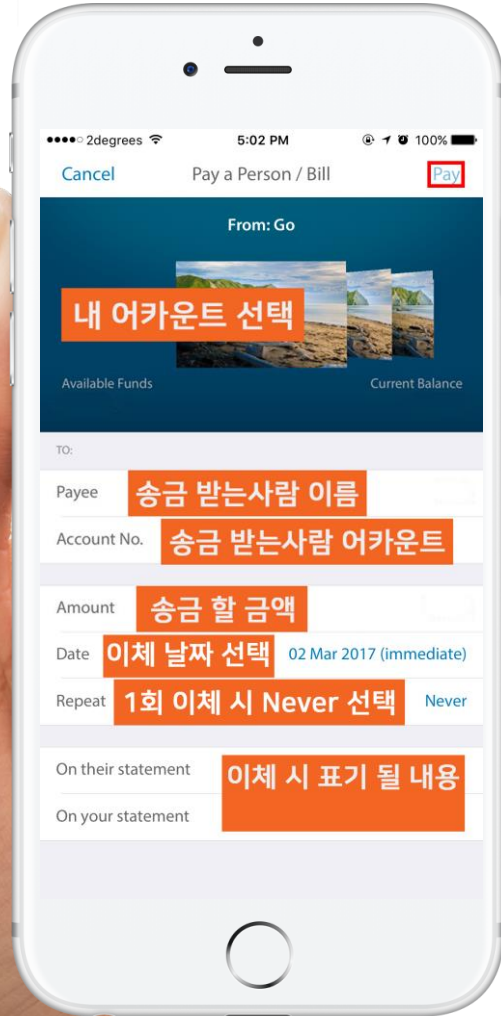 2degrees 5:02 PM 100%
Cancel Pay a Person / Bill Pay
From: Go
내 어카운트 선택
Available Funds Current Balance
TO:
Payee 송금 받는사람 이름
Account No. 송금 받는사람 어카운트
Amount 송금 할 금액
Date 이체 날짜 선택 02 Mar 2017 (immediate)
Repeat 1회 이체 시 Never 선택 Never
On their statement 이체 시 표기 될 내용
On your statement